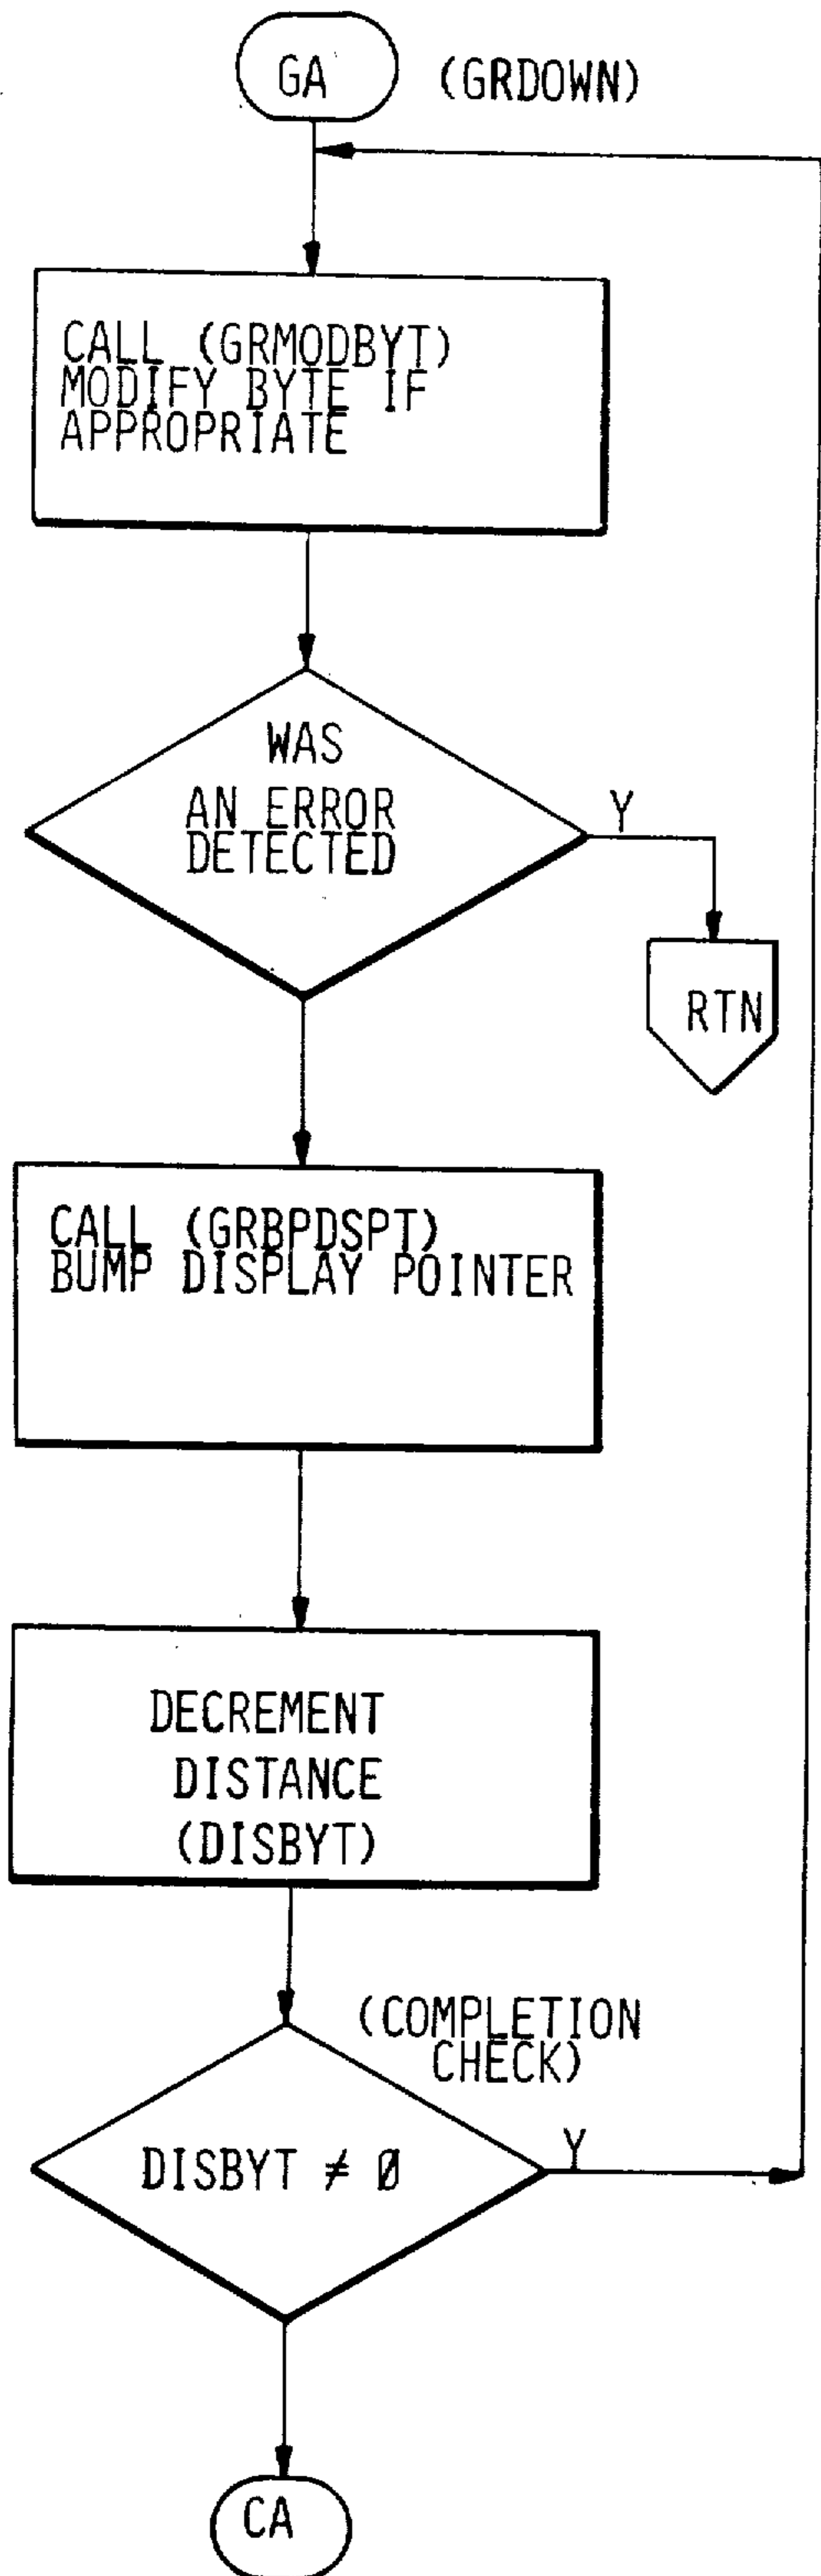 GA (GRDOWN)
CALL (GRMODBYT)
MODIFY BYTE IF
APPROPRIATE
WAS
AN ERROR
DETECTED
Y
RTN
CALL (GRBPDSPT)
BUMP DISPLAY POINTER
DECREMENT
DISTANCE
(DISBYT)
(COMPLETION
CHECK)
DISBYT ≠ Ø
Y
CA